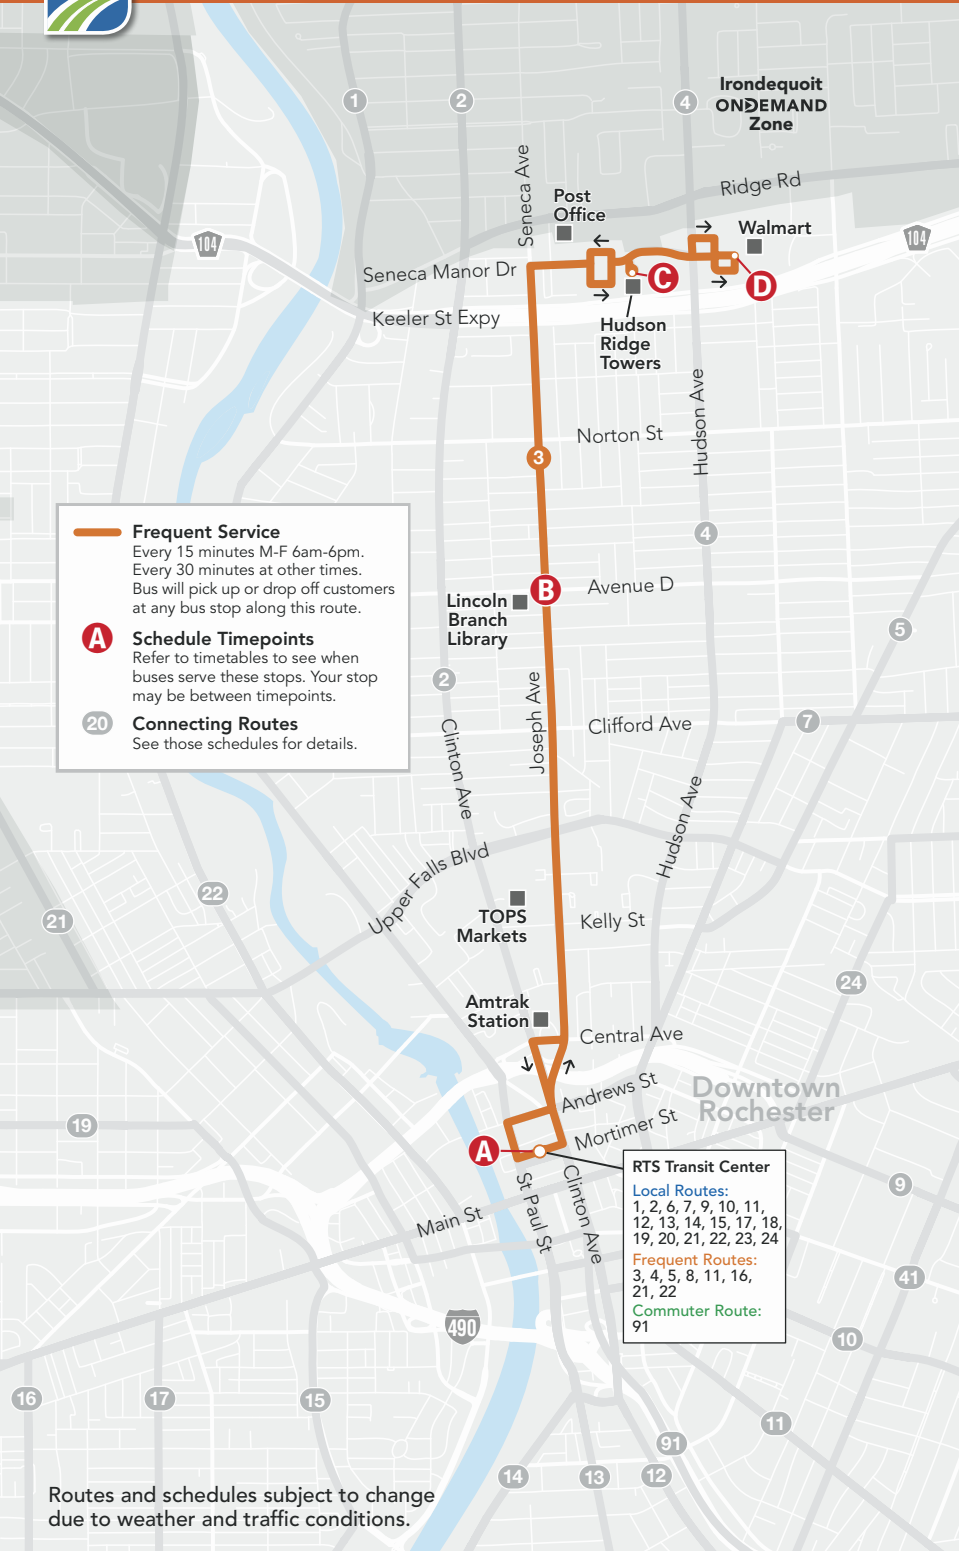 1
2
4
Irondequoit
ONDEMAND
Zone
Ridge Rd
Seneca Ave
Post
Office
Walmart
104
104
Seneca Manor Dr
C
D
Keeler St Expy
Hudson
Ridge
Towers
Hudson Ave
Norton St
3
4
Frequent Service
Every 15 minutes M-F 6am-6pm.
Every 30 minutes at other times.
Bus will pick up or drop off customers
at any bus stop along this route.
A
Schedule Timepoints
Refer to timetables to see when
buses serve these stops. Your stop
may be between timepoints.
20
Connecting Routes
See those schedules for details.
B
Avenue D
Lincoln
Branch
Library
5
2
Joseph Ave
Clinton Ave
Clifford Ave
7
Hudson Ave
Upper Falls Blvd
22
21
TOPS
Markets
Kelly St
24
Amtrak
Station
Central Ave
Andrews St
Downtown
Rochester
Mortimer St
19
A
St Paul St
Clinton Ave
Main St
RTS Transit Center
Local Routes:
1, 2, 6, 7, 9, 10, 11,
12, 13, 14, 15, 17, 18,
19, 20, 21, 22, 23, 24
Frequent Routes:
3, 4, 5, 8, 11, 16,
21, 22
Commuter Route:
91
9
41
490
10
16
17
15
11
91
14
13
12
Routes and schedules subject to change
due to weather and traffic conditions.